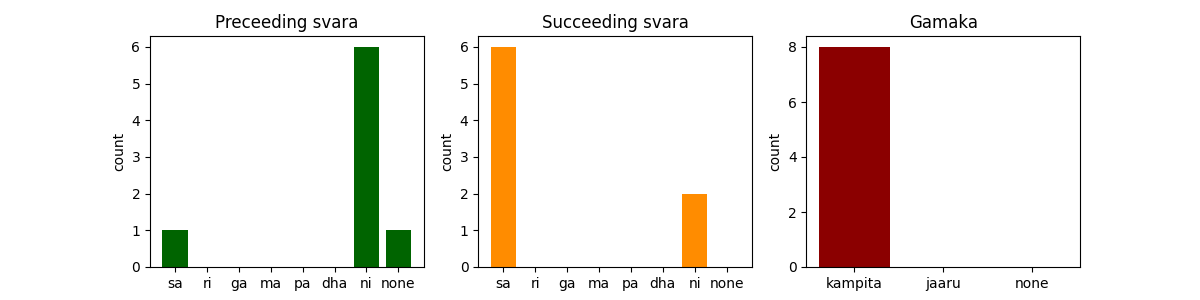 Preceeding svara
count
6
5
4
3
2
1
0
sa ri ga ma pa dha ni none
Succeeding svara
count
6
5
4
3
2
1
0
sa ri ga ma pa dha ni none
Gamaka
count
8
6
4
2
0
kampita jaaru none